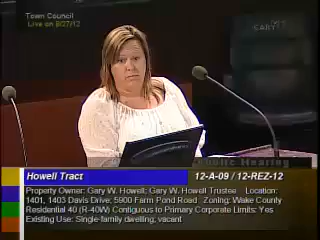 Town Council
Live on 8/27/12
CARY
Howell Tract
12-A-09 / 12-REZ-12
Public Hearing
Property Owner: Gary W. Howell; Gary W. Howell Trustee Location:
1401, 1403 Davis Drive; 5900 Farm Pond Road Zoning: Wake County
Residential 40 (R-40W) Contiguous to Primary Corporate Limits: Yes
Existing Use: Single-family dwelling; vacant